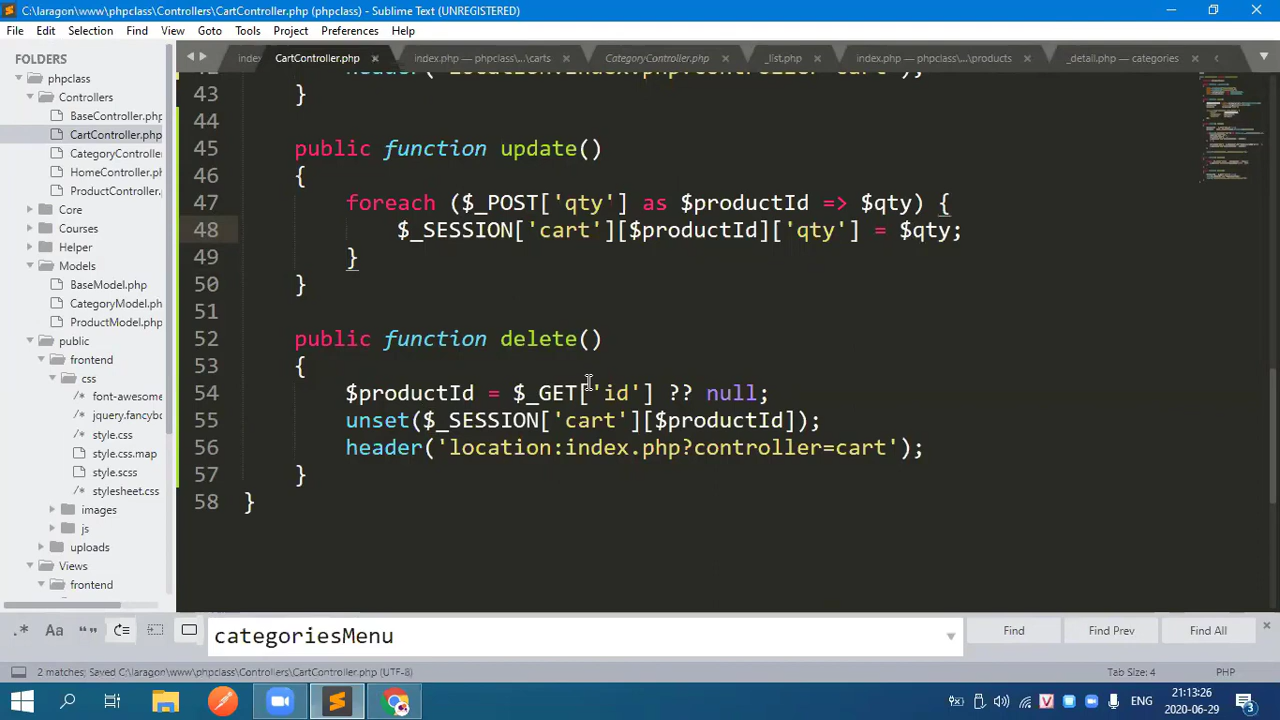 C:\laragon\www\phpclass\Controllers\CartController.php (phpclass) - Sublime Text (UNREGISTERED)
File Edit Selection Find View Goto Tools Project Preferences Help
FOLDERS
phpclass
Controllers
BaseController.php
CartController.php
CategoryControlle
HomeController.ph
ProductController.
Core
Courses
Helper
Models
BaseModel.php
CategoryModel.ph
ProductModel.php
public
frontend
css
font-awesome
jquery.fancybo
style.css
style.css.map
style.scss
stylesheet.css
images
js
uploads
Views
frontend
index
CartController.php
index.php — phpclass\...\carts
CategoryController.php
_list.php
index.php — phpclass\...\products
_detail.php — categories
43 }
44
45 public function update()
46 {
47 foreach ($_POST['qty'] as $productId => $qty) {
48 $_SESSION['cart'][$productId]['qty'] = $qty;
49 }
50 }
51
52 public function delete()
53 {
54 $productId = $_GET['id'] ?? null;
55 unset($_SESSION['cart'][$productId]);
56 header('location:index.php?controller=cart');
57 }
58 }
.* Aa “” categoriesMenu Find Find Prev Find All
2 matches; Saved C:\laragon\www\phpclass\Controllers\CartController.php (UTF-8) Tab Size: 4 PHP
ENG
21:13:26
2020-06-29
3